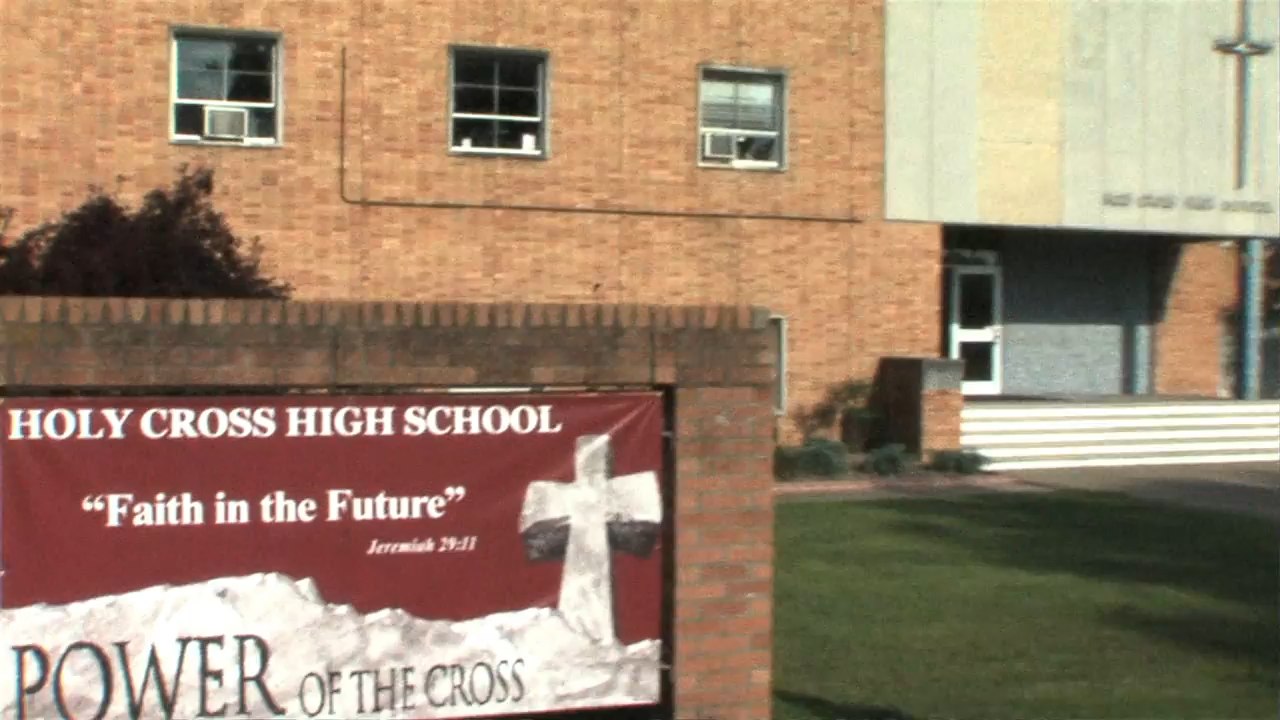 HOLY CROSS HIGH SCHOOL
“Faith in the Future”
Jeremiah 29:11
POWER OF THE CROSS